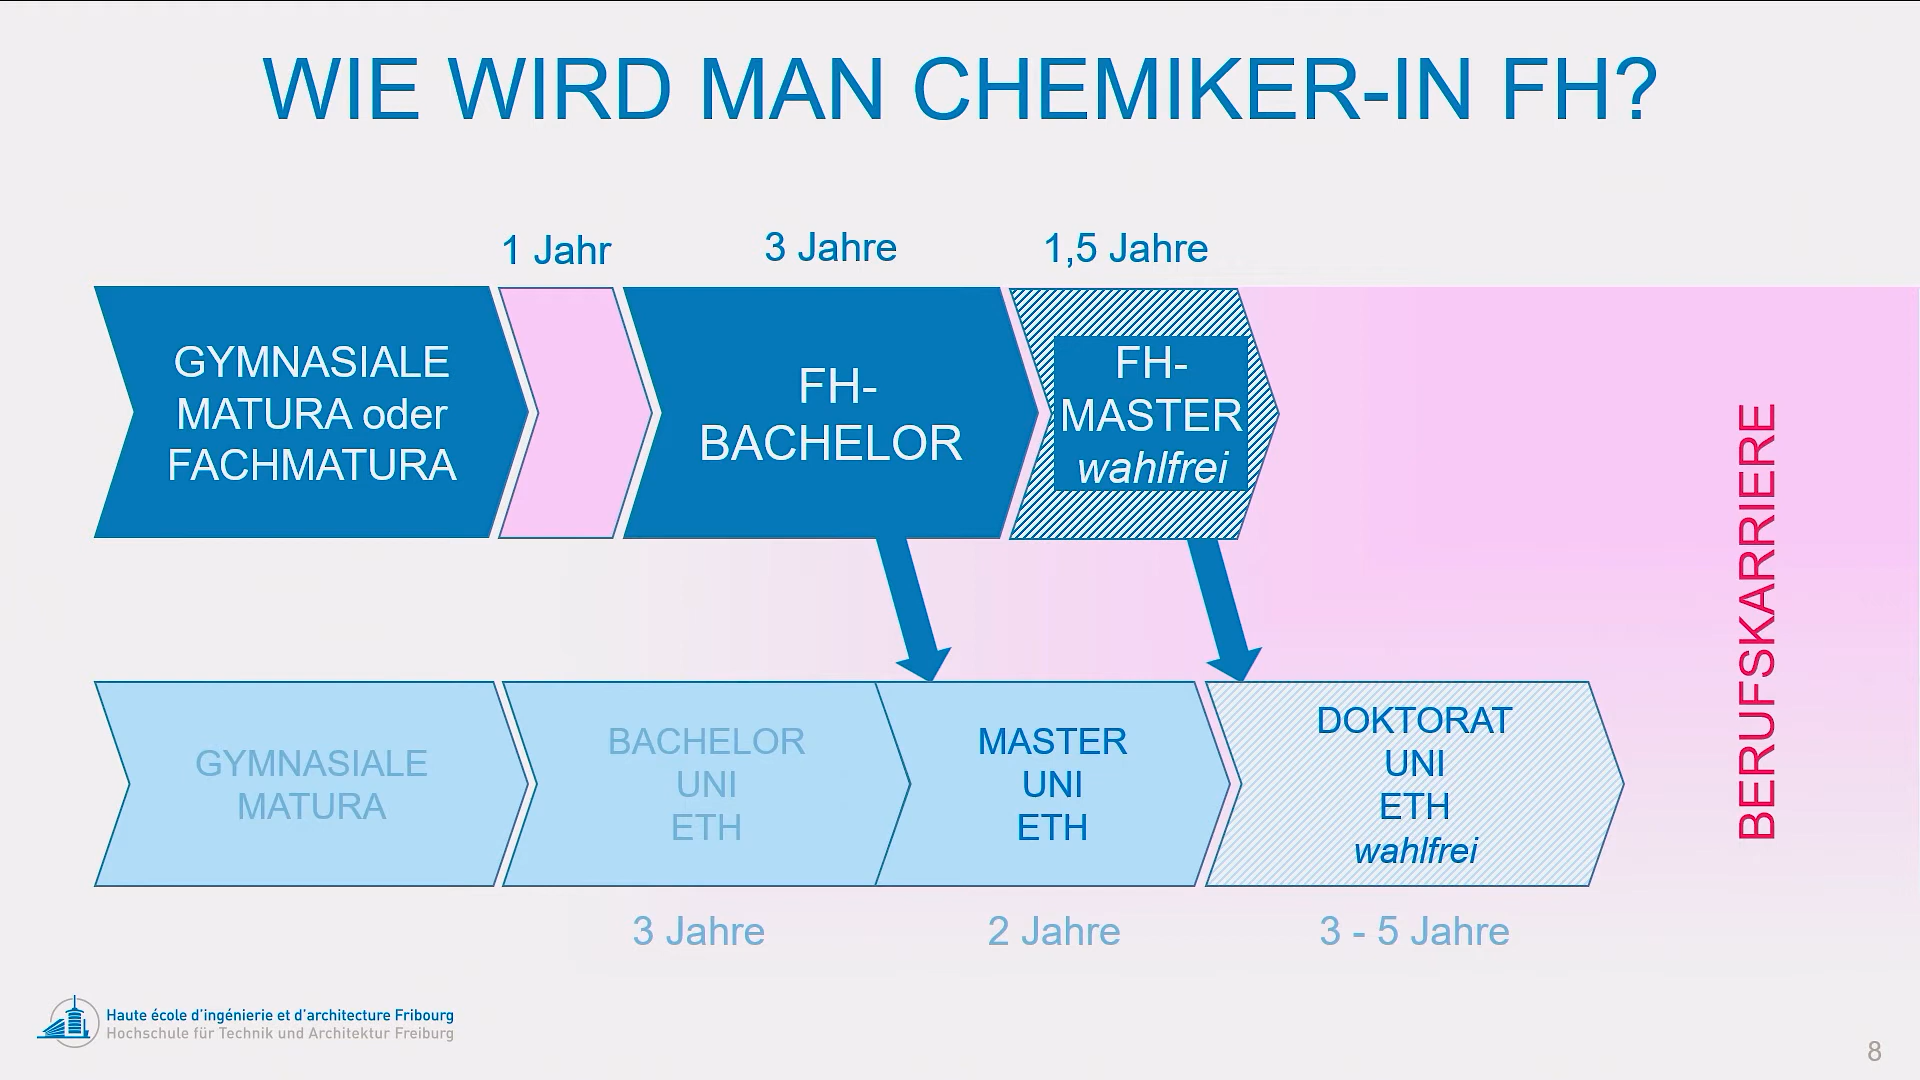 WIE WIRD MAN CHEMIKER-IN FH?
1 Jahr
3 Jahre
1,5 Jahre
GYMNASIALE
MATURA oder
FACHMATURA
FH-
BACHELOR
FH-
MASTER
wahlfrei
BERUFSKARRIERE
GYMNASIALE
MATURA
BACHELOR
UNI
ETH
MASTER
UNI
ETH
DOKTORAT
UNI
ETH
wahlfrei
3 Jahre
2 Jahre
3 - 5 Jahre
Haute école d'ingénierie et d'architecture Fribourg
Hochschule für Technik und Architektur Freiburg
8